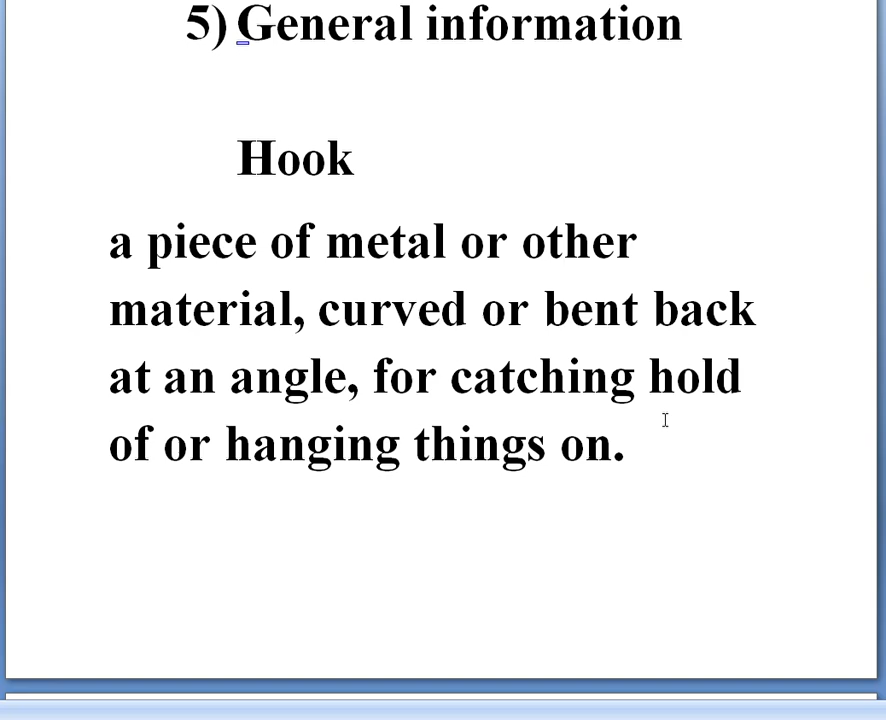 5) General information
Hook
a piece of metal or other
material, curved or bent back
at an angle, for catching hold
of or hanging things on.